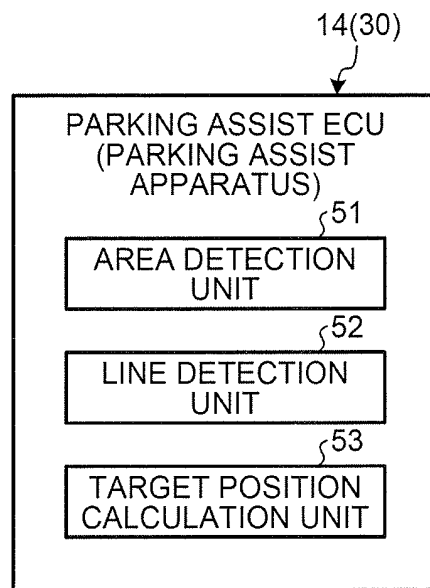 14(30)
PARKING ASSIST ECU
(PARKING ASSIST
APPARATUS)
51
AREA DETECTION
UNIT
52
LINE DETECTION
UNIT
53
TARGET POSITION
CALCULATION UNIT